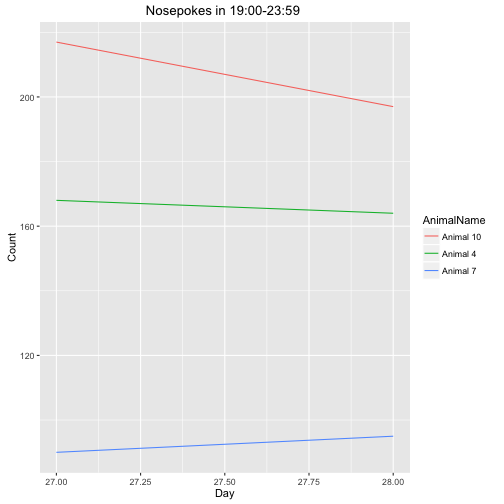 Nosepokes in 19:00-23:59
200
160
120
Count
27.00 27.25 27.50 27.75 28.00
Day
AnimalName
Animal 10
Animal 4
Animal 7